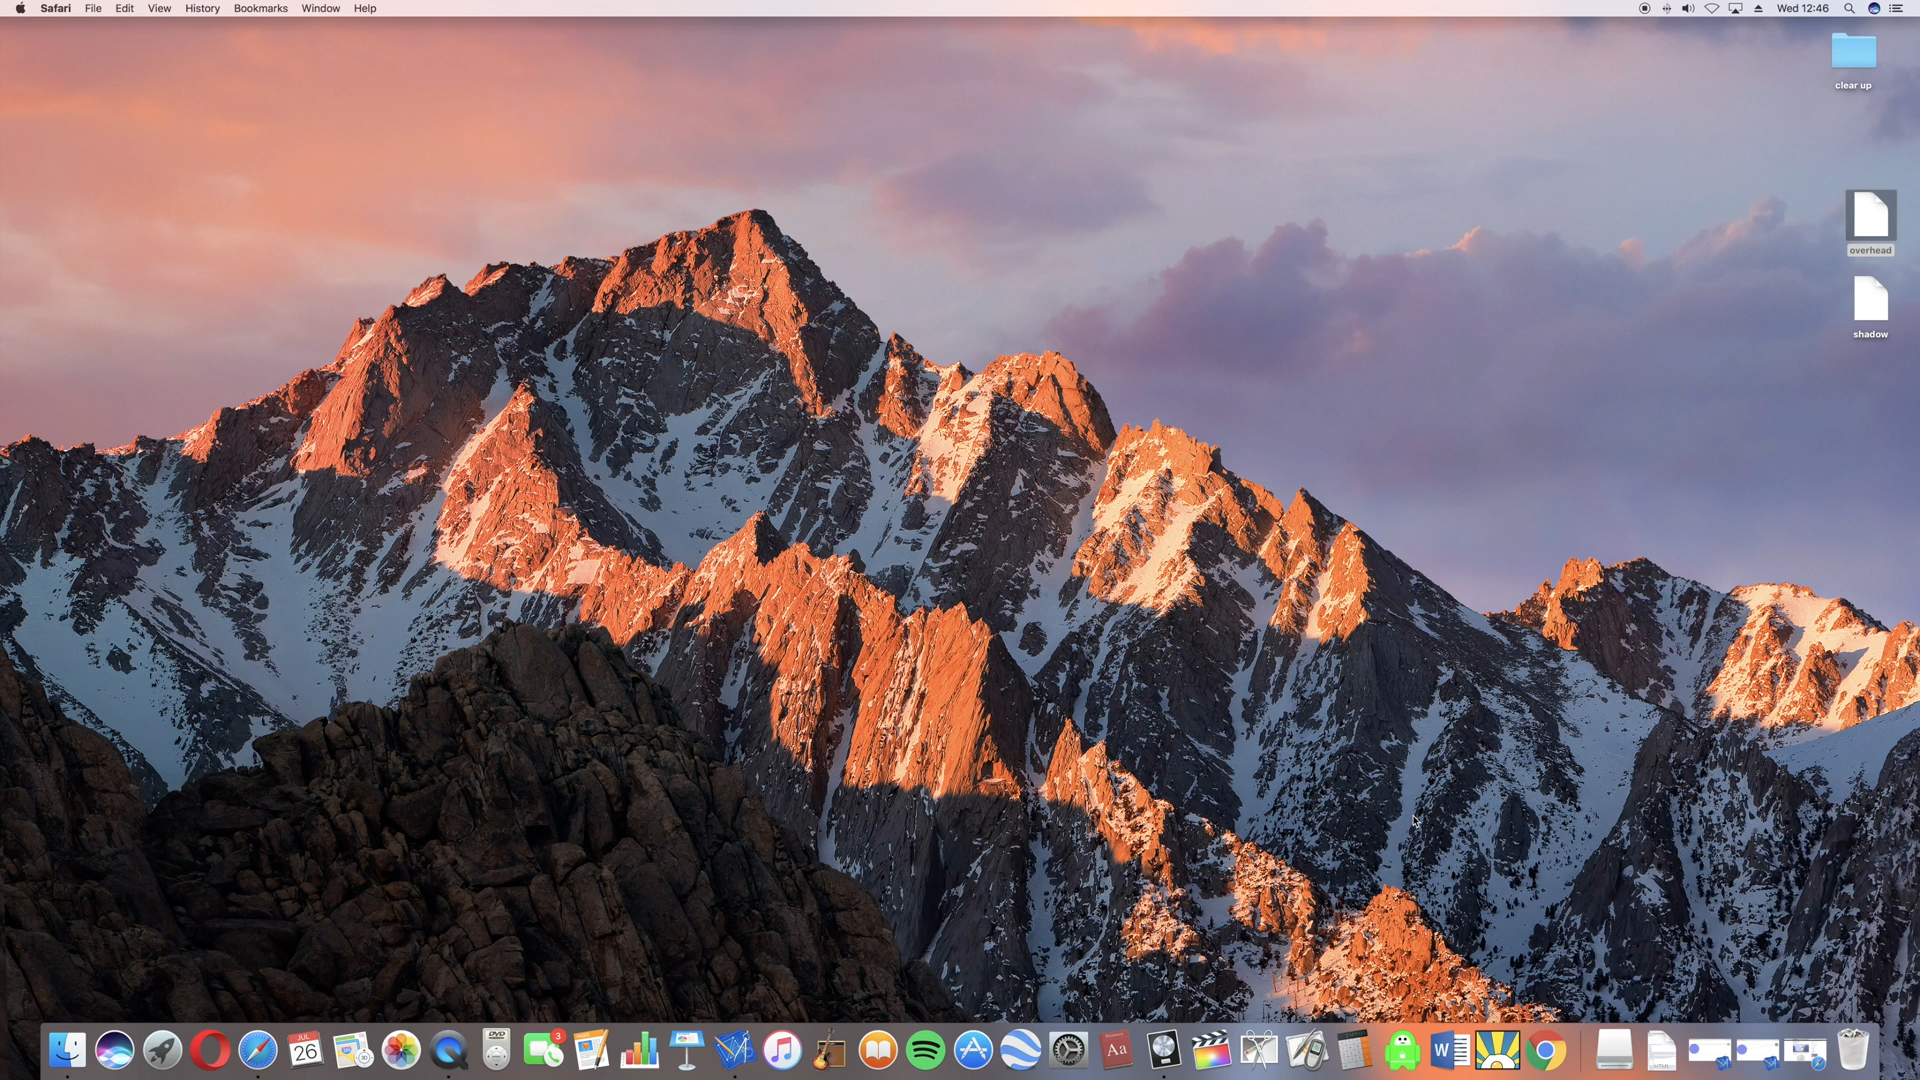 Safari File Edit View History Bookmarks Window Help Wed 12:46
clear up
overhead
shadow
DVD
JUL
26
3
Aa
W
HTML